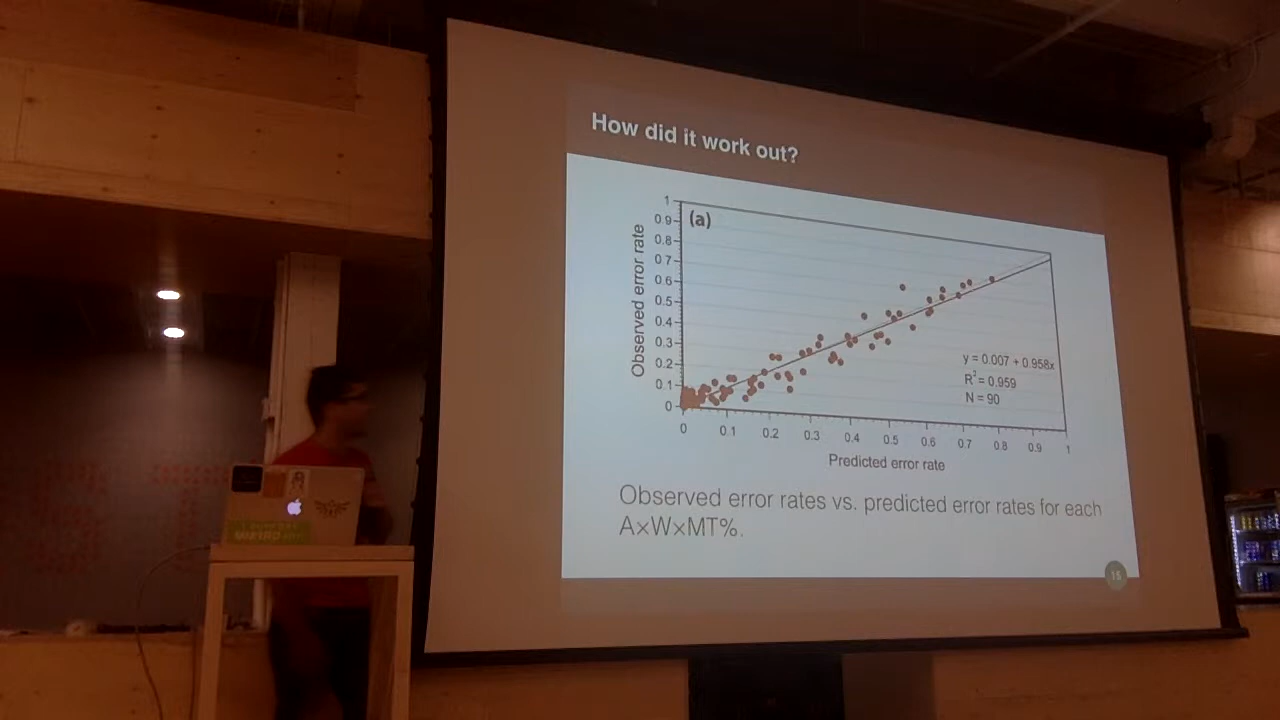 How did it work out?
(a)
Observed error rate
1
0.9
0.8
0.7
0.6
0.5
0.4
0.3
0.2
0.1
0
y = 0.007 + 0.958x
R² = 0.959
N = 90
0 0.1 0.2 0.3 0.4 0.5 0.6 0.7 0.8 0.9 1
Predicted error rate
Observed error rates vs. predicted error rates for each
A×W×MT%.
15